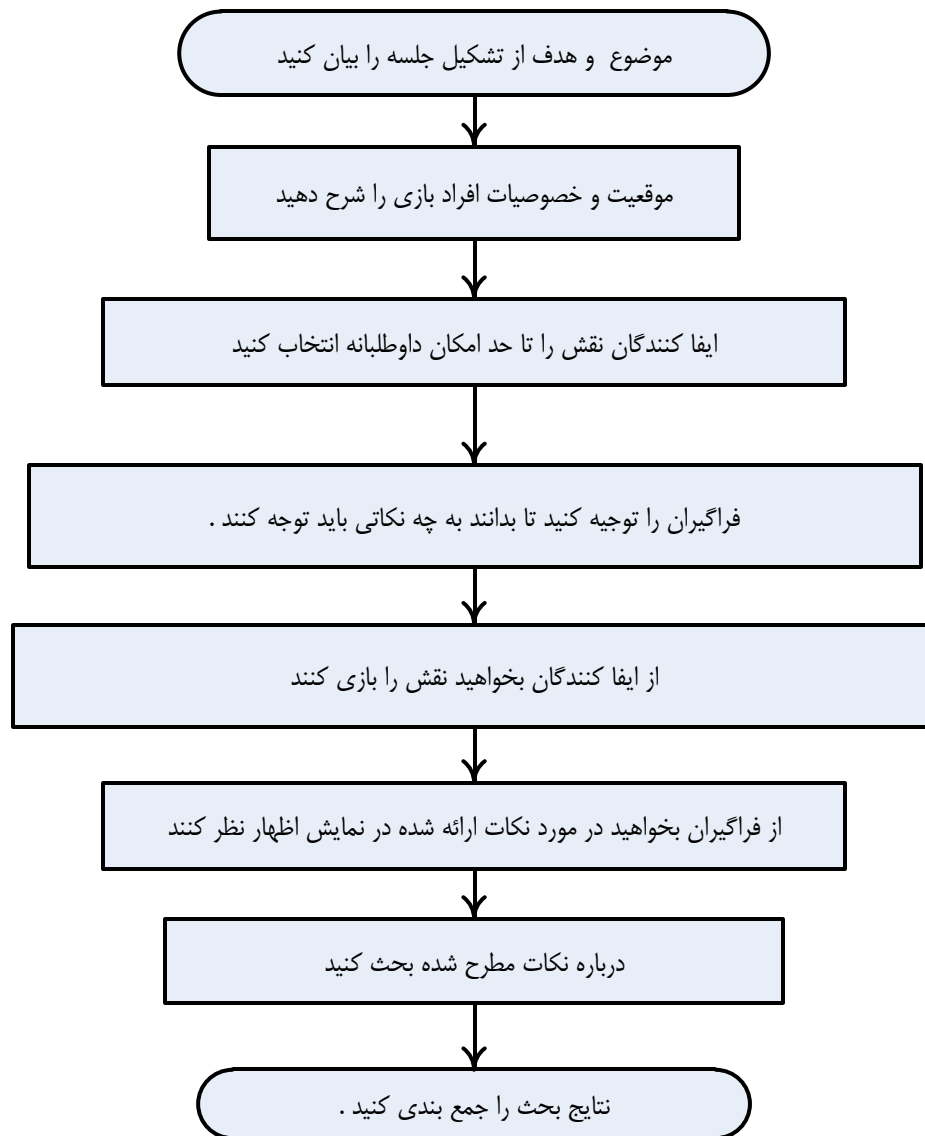 موضوع و هدف از تشکیل جلسه را بیان کنید
موقعیت و خصوصیات افراد بازی را شرح دهید
ایفا کنندگان نقش را تا حد امکان داوطلبانه انتخاب کنید
فراگیران را توجیه کنید تا بدانند به چه نکاتی باید توجه کنند .
از ایفا کنندگان بخواهید نقش را بازی کنند
از فراگیران بخواهید در مورد نکات ارائه شده در نمایش اظهار نظر کنند
درباره نکات مطرح شده بحث کنید
نتایج بحث را جمع بندی کنید .